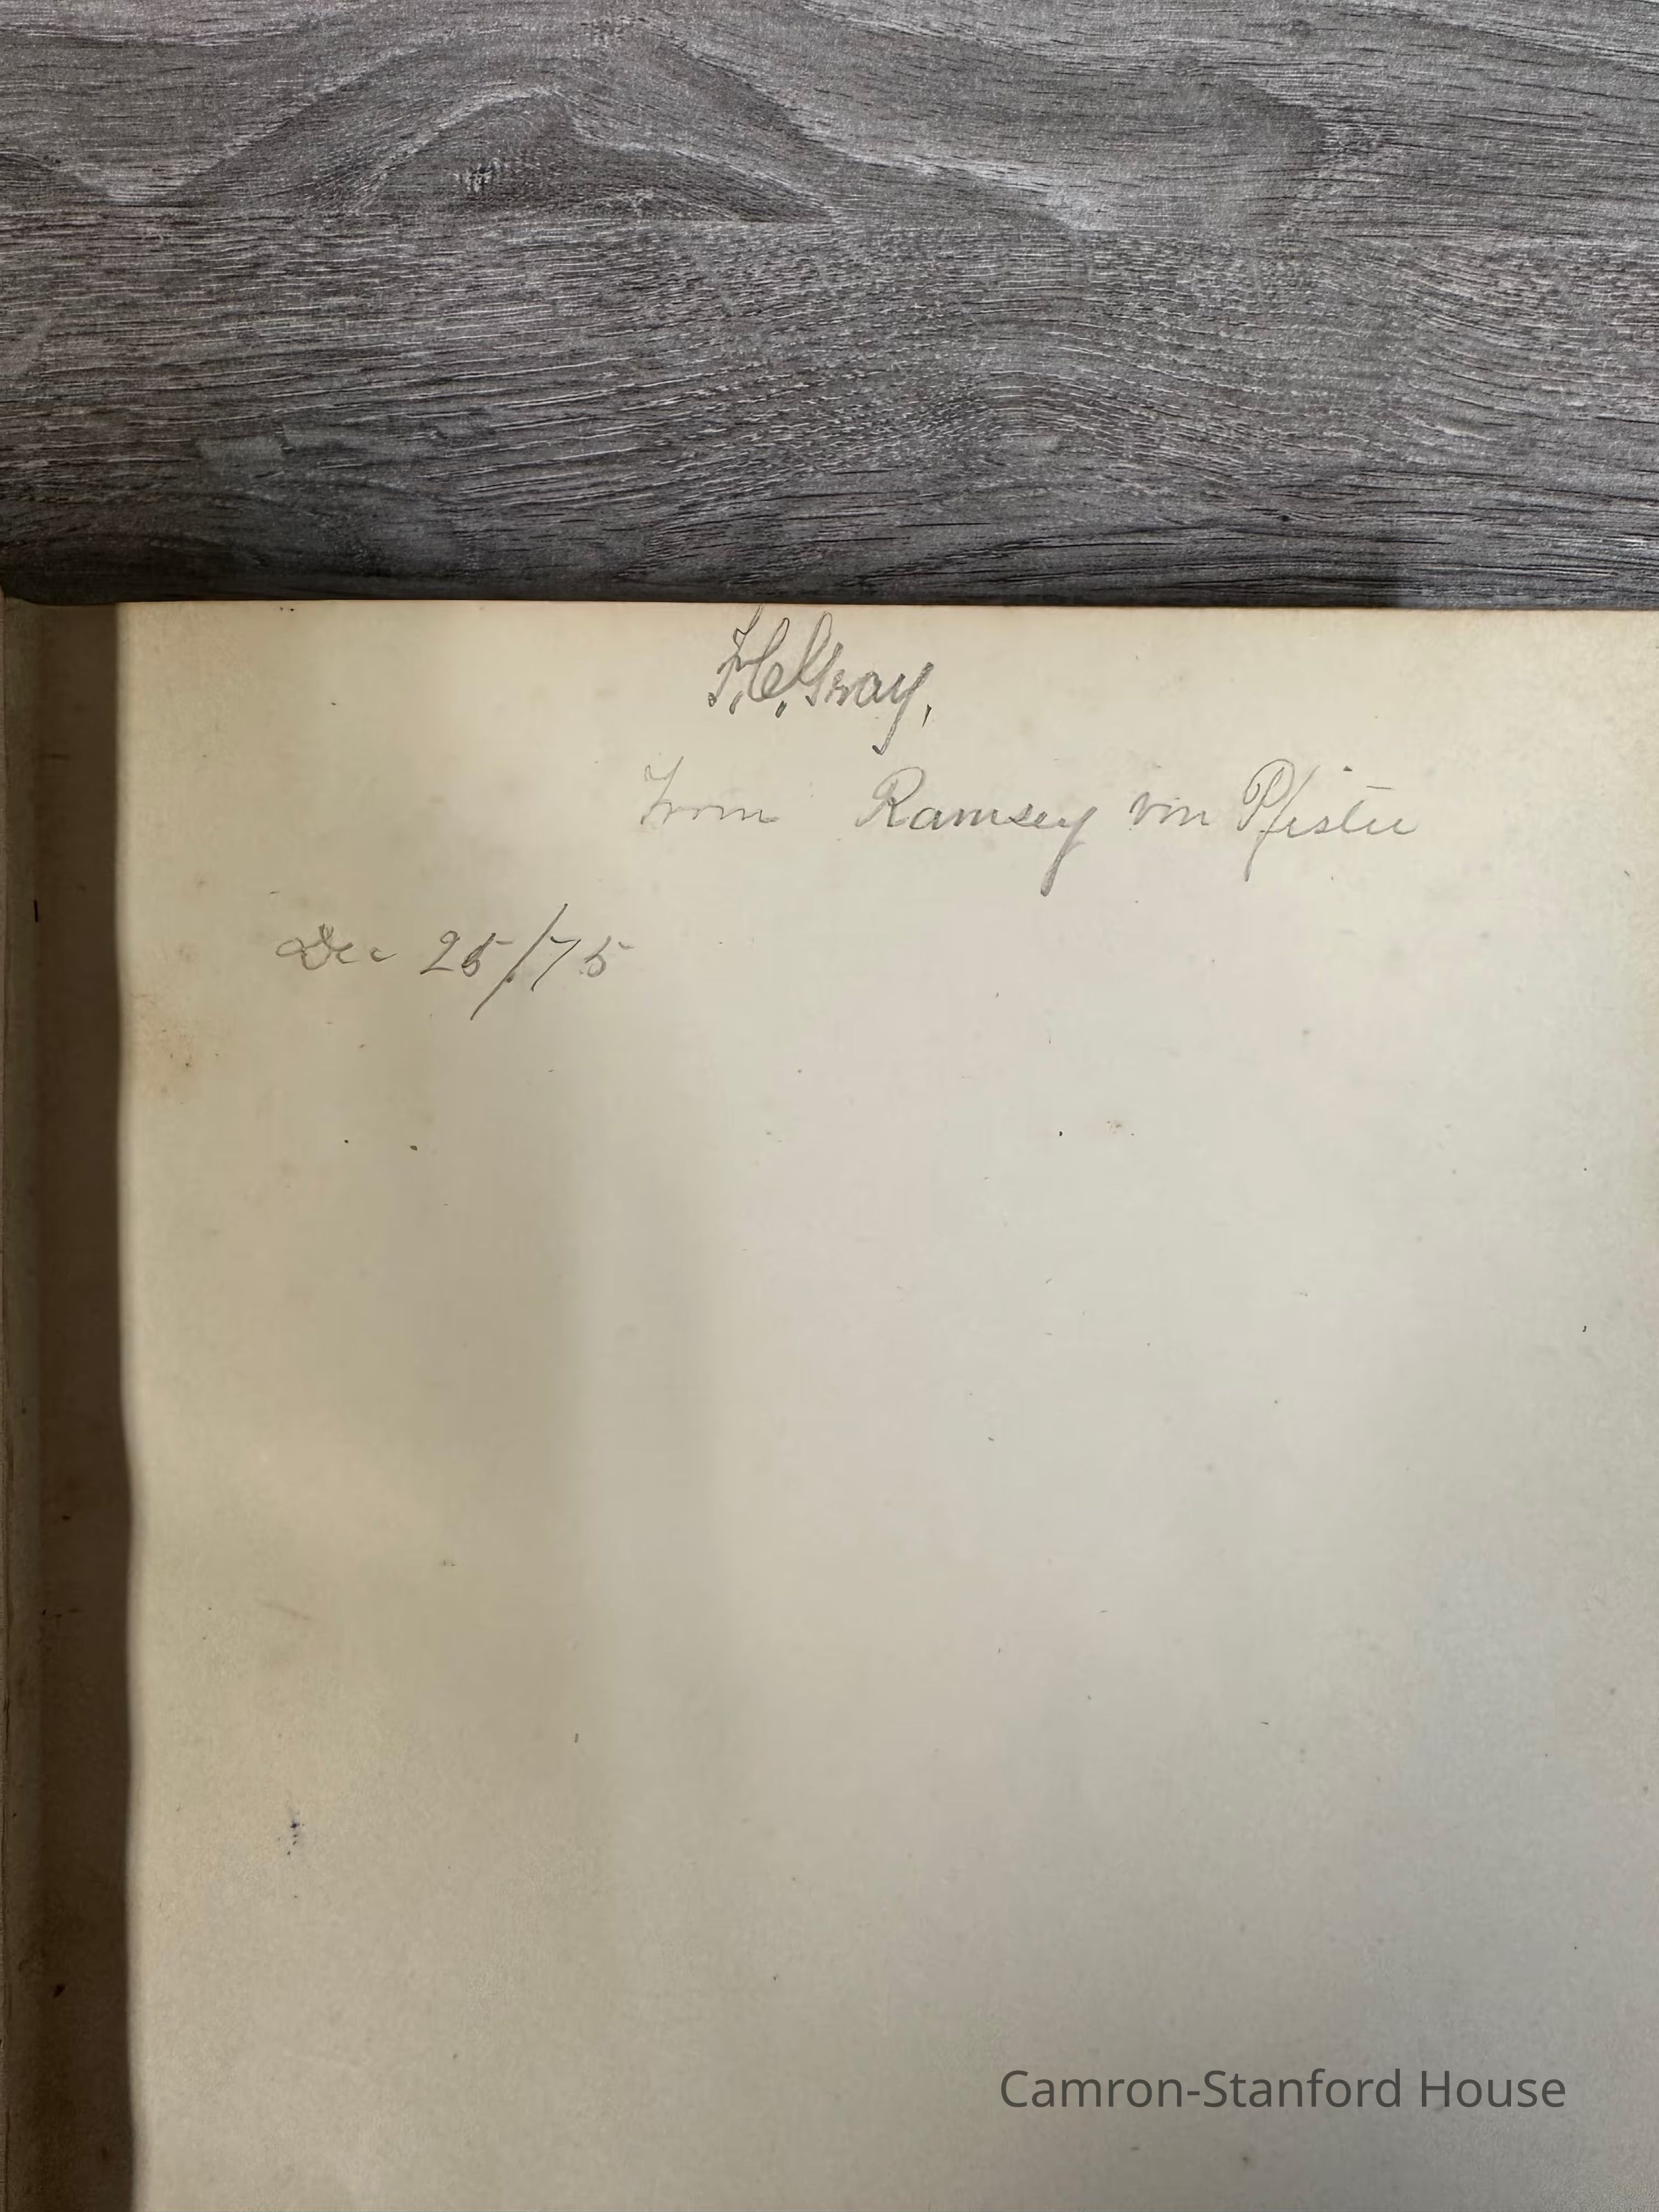 F.C. Gray.
From Ramsey von Pfister
Dec 25/75
Camron-Stanford House